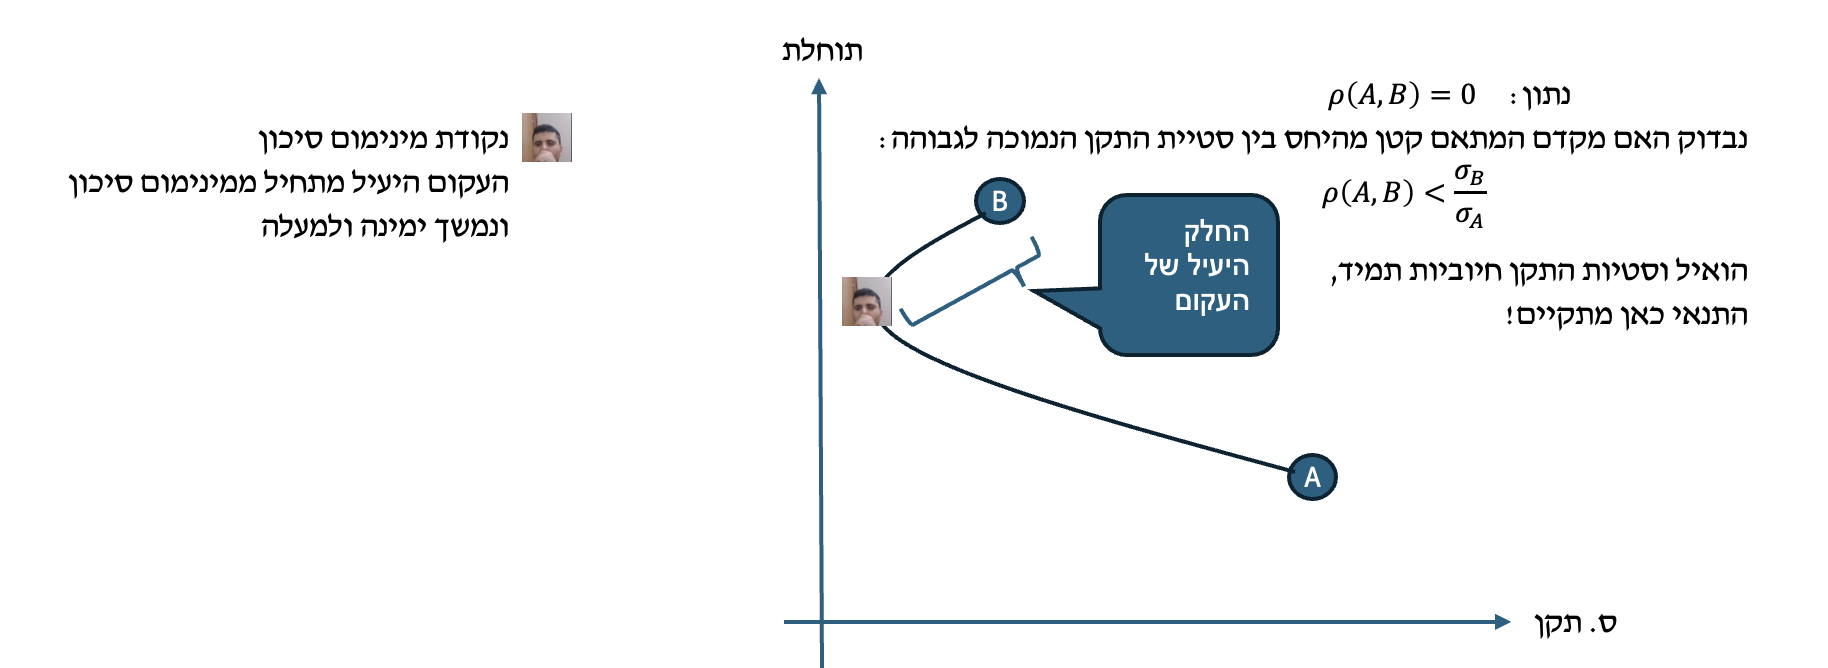 תוחלת
נתון: ρ(A, B) = 0
נבדוק האם מקדם המתאם קטן מהיחס בין סטיית התקן הנמוכה לגבוהה:
ρ(A, B) < σ_B / σ_A
הואיל וסטיות התקן חיוביות תמיד,
התנאי כאן מתקיים!
החלק
היעיל של
העקום
B
A
ס. תקן
נקודת מינימום סיכון
העקום היעיל מתחיל ממינימום סיכון
ונמשך ימינה ולמעלה